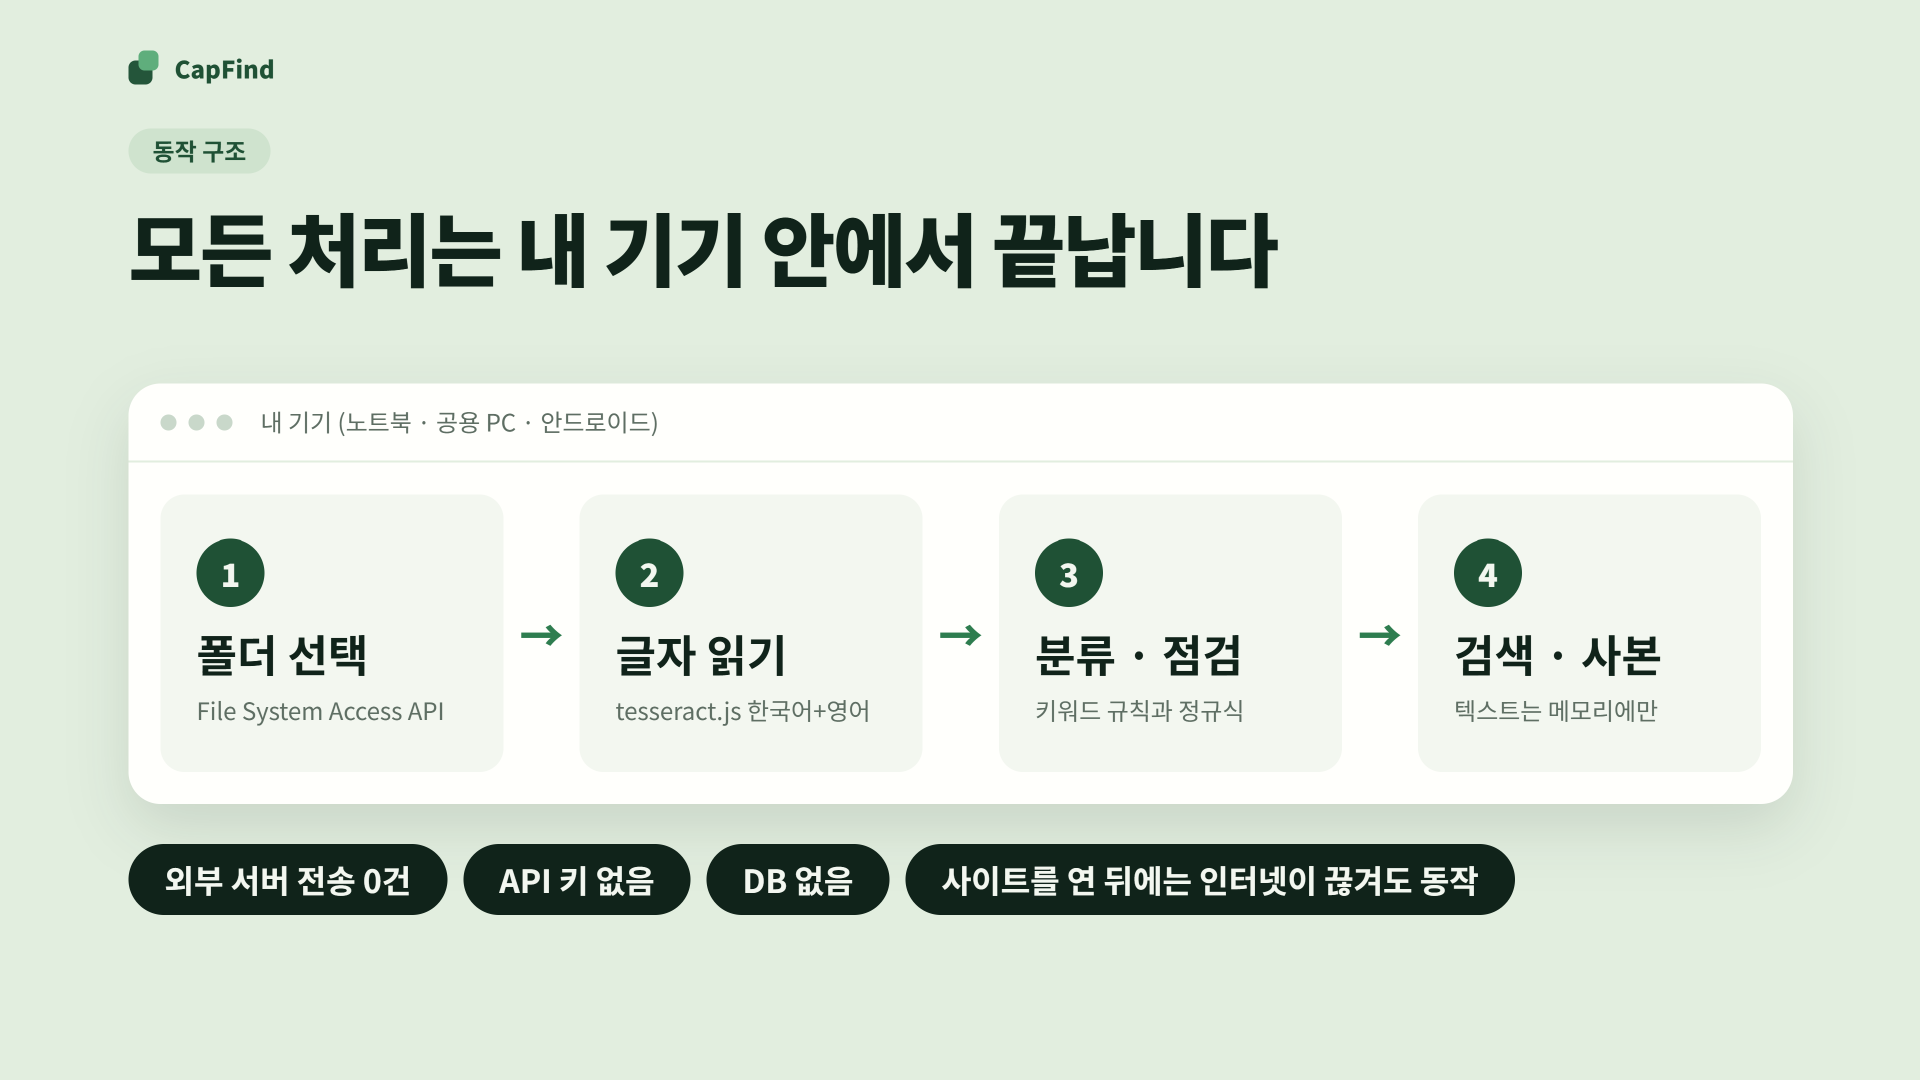 CapFind
동작 구조
모든 처리는 내 기기 안에서 끝납니다
내 기기 (노트북 · 공용 PC · 안드로이드)
1
폴더 선택
File System Access API
→
2
글자 읽기
tesseract.js 한국어+영어
→
3
분류 · 점검
키워드 규칙과 정규식
→
4
검색 · 사본
텍스트는 메모리에만
외부 서버 전송 0건
API 키 없음
DB 없음
사이트를 연 뒤에는 인터넷이 끊겨도 동작